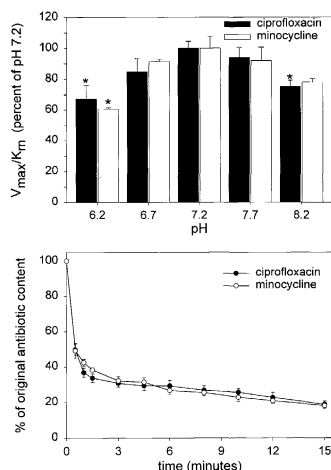 120
100
80
60
40
20
0
V max/K m (percent of pH 7.2)
ciprofloxacin
minocycline
*
*
*
6.2 6.7 7.2 7.7 8.2
pH
100
80
60
40
20
0
% of original antibiotic content
ciprofloxacin
minocycline
0 3 6 9 12 15
time (minutes)